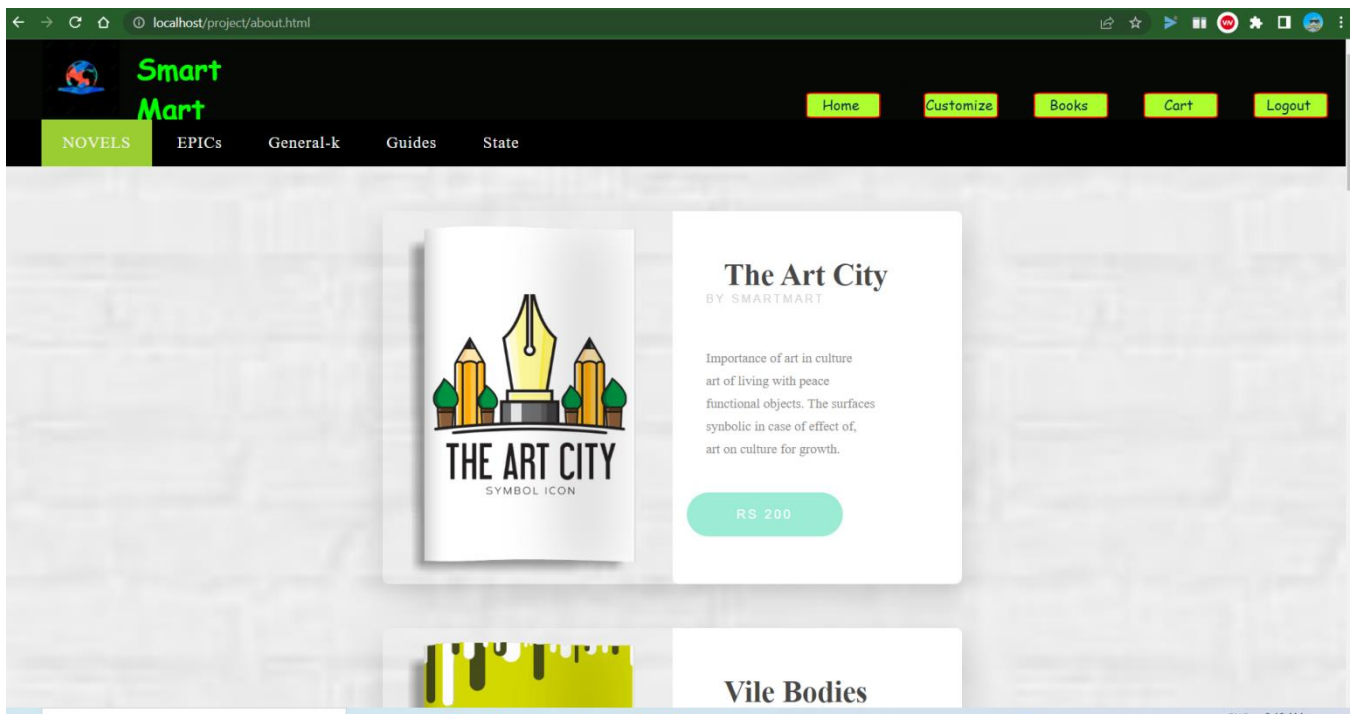 localhost/project/about.html
Smart
Mart
Home Customize Books Cart Logout
NOVELS EPICs General-k Guides State
THE ART CITY
SYMBOL ICON
The Art City
BY SMARTMART
Importance of art in culture
art of living with peace
functional objects. The surfaces
synbolic in case of effect of,
art on culture for growth.
RS 200
Vile Bodies